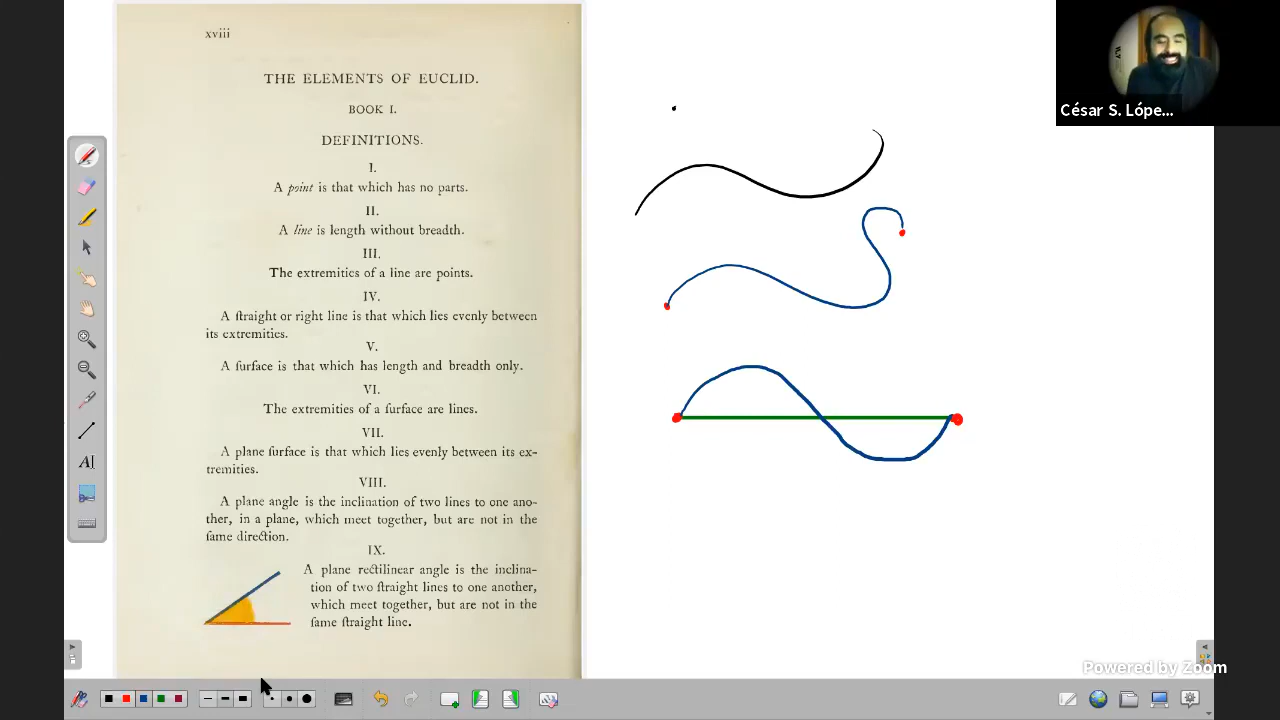 xviii
THE ELEMENTS OF EUCLID.
BOOK I.
DEFINITIONS.
I.
A point is that which has no parts.
II.
A line is length without breadth.
III.
The extremities of a line are points.
IV.
A ſtraight or right line is that which lies evenly between
its extremities.
V.
A ſurface is that which has length and breadth only.
VI.
The extremities of a ſurface are lines.
VII.
A plane ſurface is that which lies evenly between its ex-
tremities.
VIII.
A plane angle is the inclination of two lines to one ano-
ther, in a plane, which meet together, but are not in the
ſame direction.
IX.
A plane rectilinear angle is the inclina-
tion of two ſtraight lines to one another,
which meet together, but are not in the
ſame ſtraight line.
César S. Lópe...
AI
Powered by Zoom